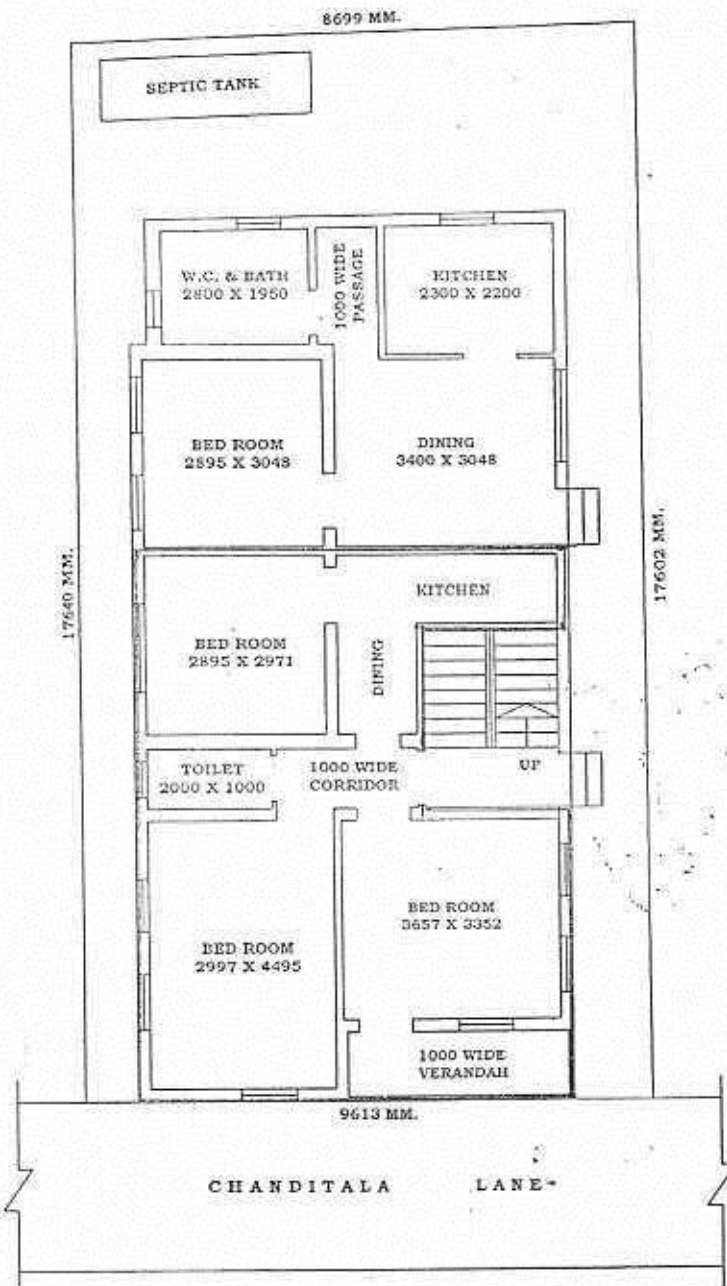 8699 MM.
SEPTIC TANK
W.C. & BATH
2800 X 1950
1000 WIDE
PASSAGE
KITCHEN
2300 X 2200
BED ROOM
2895 X 3048
DINING
3400 X 3048
17640 MM.
17602 MM.
KITCHEN
BED ROOM
2895 X 2971
DINING
TOILET
2000 X 1000
1000 WIDE
CORRIDOR
UP
BED ROOM
3657 X 3352
BED ROOM
2997 X 4495
1000 WIDE
VERANDAH
9613 MM.
CHANDITALA LANE